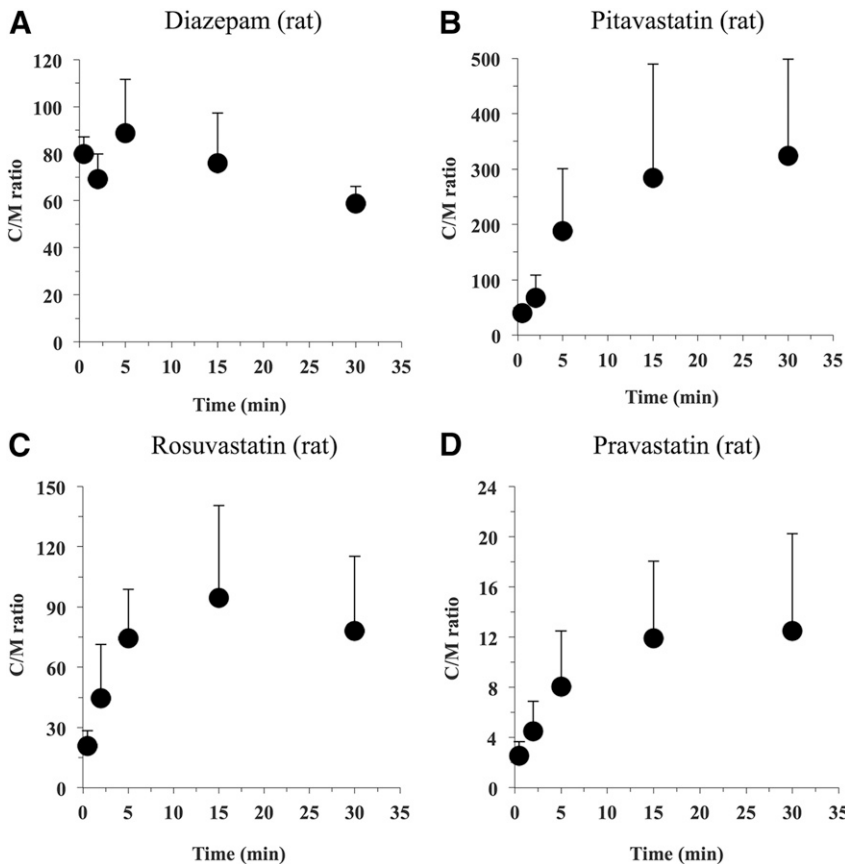 A
Diazepam (rat)
120
100
80
60
40
20
0
C/M ratio
0 5 10 15 20 25 30 35
Time (min)
B
Pitavastatin (rat)
500
400
300
200
100
0
C/M ratio
0 5 10 15 20 25 30 35
Time (min)
C
Rosuvastatin (rat)
150
120
90
60
30
0
C/M ratio
0 5 10 15 20 25 30 35
Time (min)
D
Pravastatin (rat)
24
20
16
12
8
4
0
C/M ratio
0 5 10 15 20 25 30 35
Time (min)